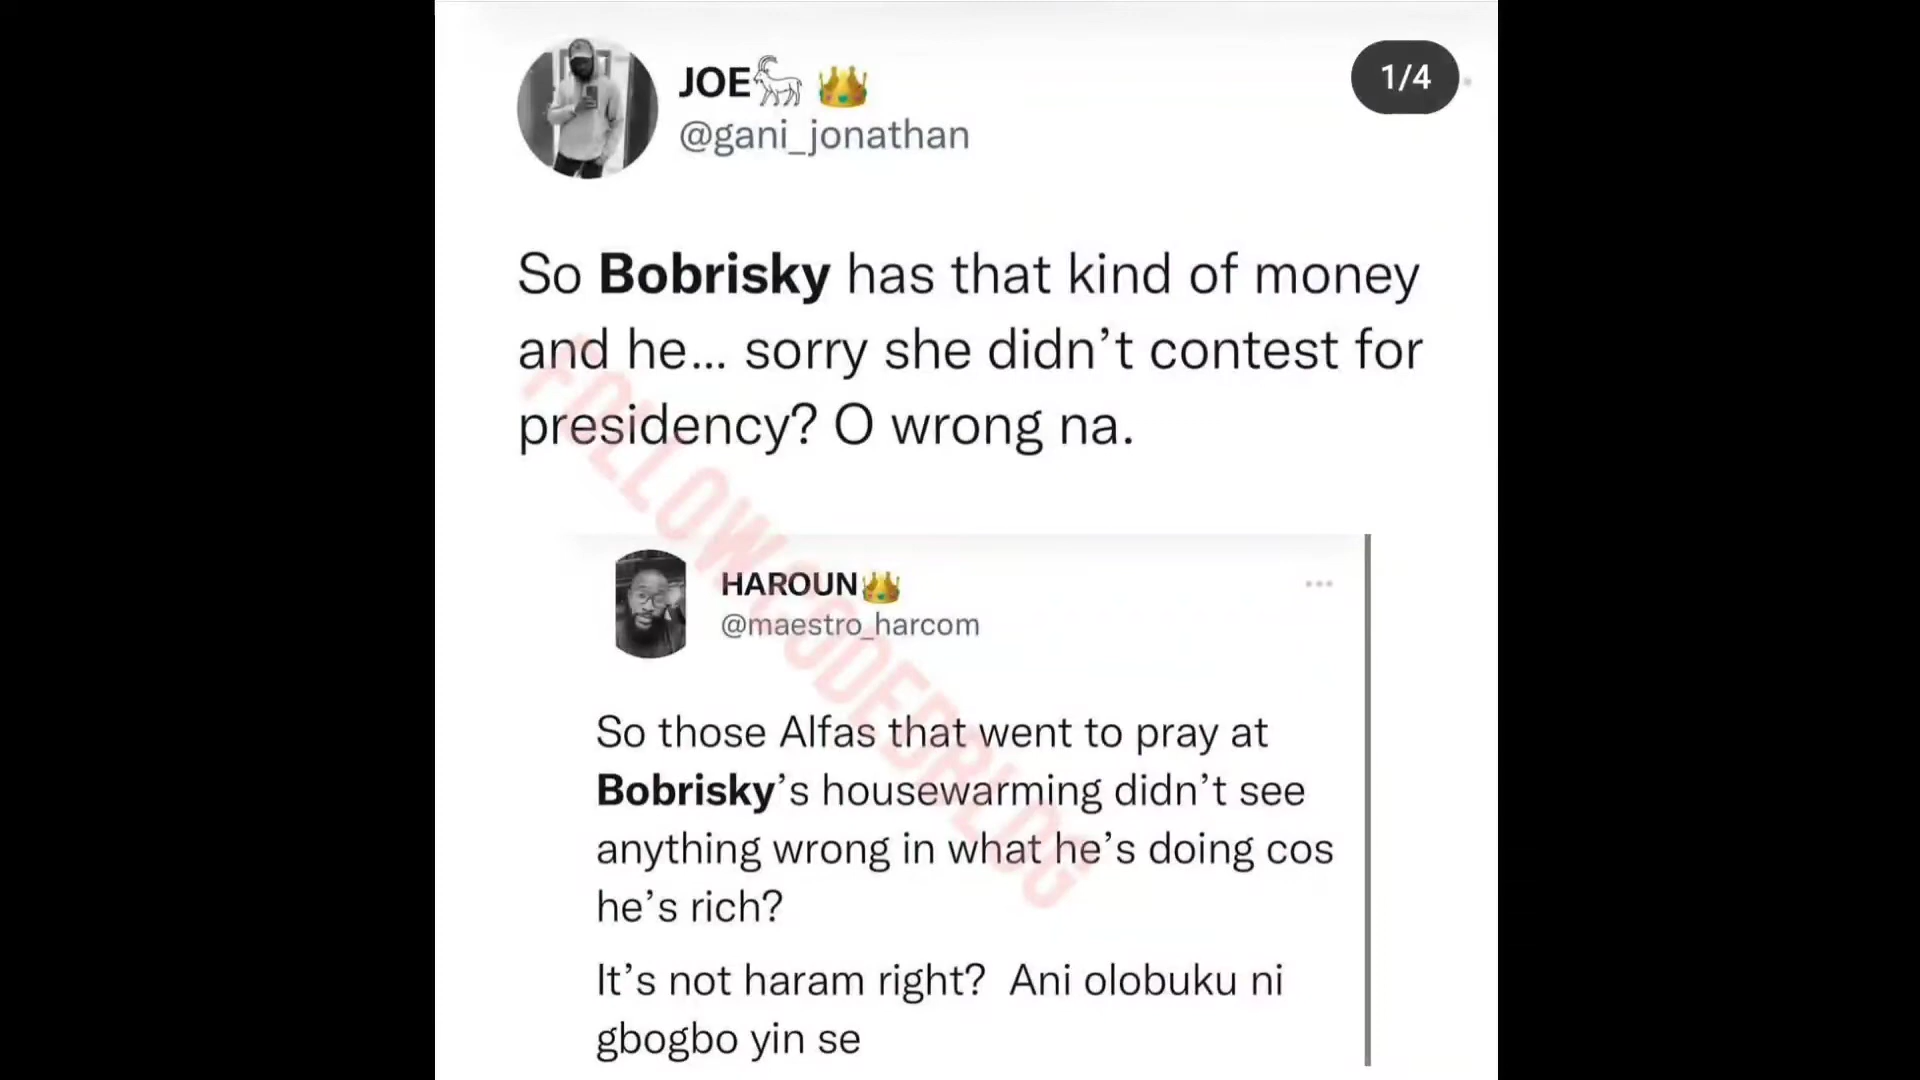 JOE🐐 👑
1/4
@gani_jonathan
So Bobrisky has that kind of money
and he... sorry she didn't contest for
presidency? O wrong na.
HAROUN👑
@maestro_harcom
So those Alfas that went to pray at
Bobrisky's housewarming didn't see
anything wrong in what he's doing cos
he's rich?
It's not haram right? Ani olobuku ni
gbogbo yin se
FOLLOW CODEDBLOG